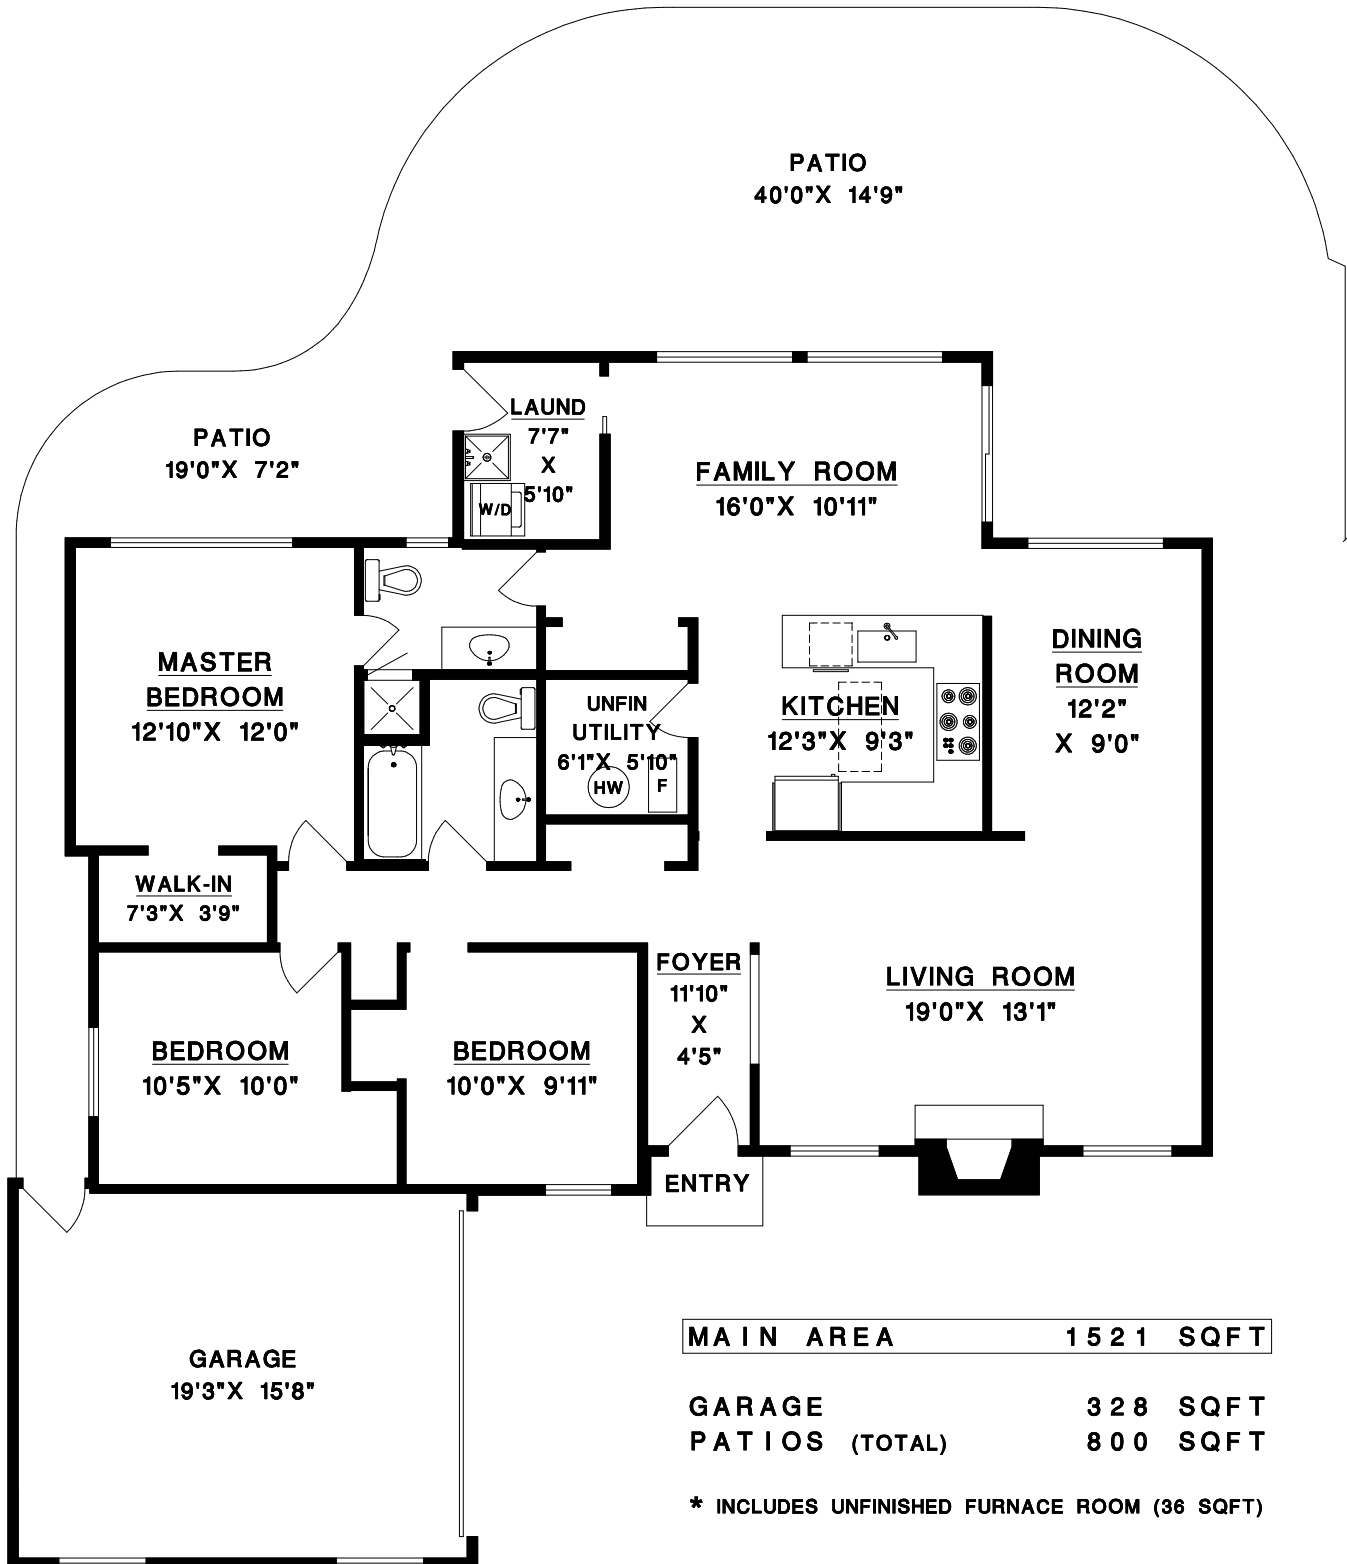 PATIO
40'0"X 14'9"
PATIO
19'0"X 7'2"
LAUND
7'7"
X
5'10"
W/D
FAMILY ROOM
16'0"X 10'11"
MASTER
BEDROOM
12'10"X 12'0"
UNFIN
UTILITY
6'1"X 5'10"
HW
F
KITCHEN
12'3"X 9'3"
DINING
ROOM
12'2"
X 9'0"
WALK-IN
7'3"X 3'9"
BEDROOM
10'5"X 10'0"
BEDROOM
10'0"X 9'11"
FOYER
11'10"
X
4'5"
LIVING ROOM
19'0"X 13'1"
ENTRY
GARAGE
19'3"X 15'8"
MAIN AREA 1521 SQFT
GARAGE 328 SQFT
PATIOS (TOTAL) 800 SQFT
* INCLUDES UNFINISHED FURNACE ROOM (36 SQFT)